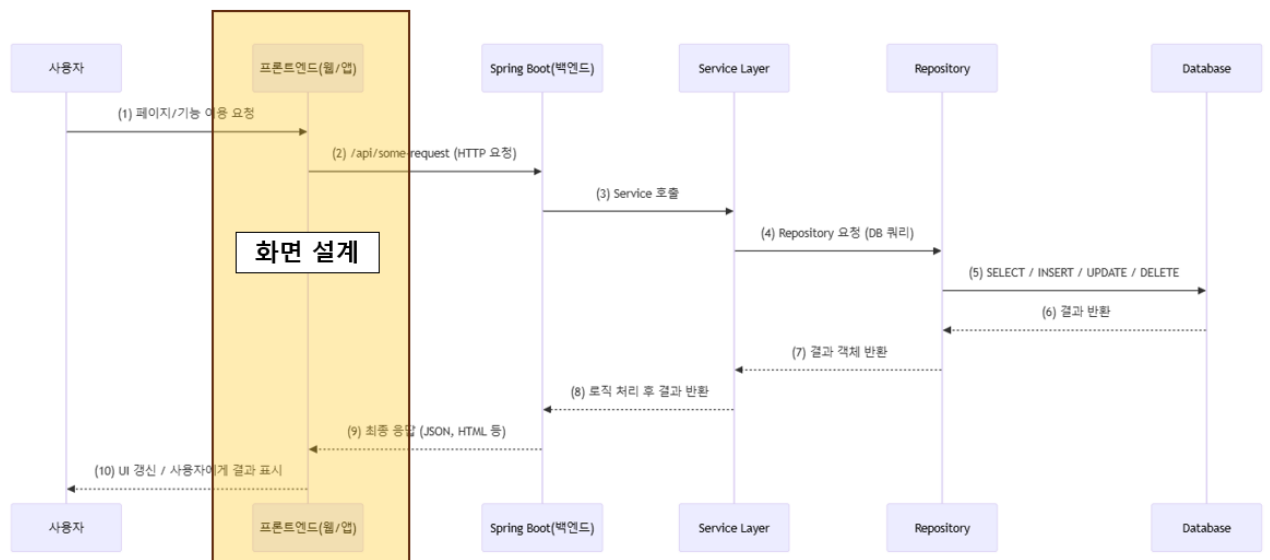 사용자
프론트엔드(웹/앱)
Spring Boot(백엔드)
Service Layer
Repository
Database
(1) 페이지/기능 이용 요청
(2) /api/some-request (HTTP 요청)
(3) Service 호출
화면 설계
(4) Repository 요청 (DB 쿼리)
(5) SELECT / INSERT / UPDATE / DELETE
(6) 결과 반환
(7) 결과 객체 반환
(8) 로직 처리 후 결과 반환
(9) 최종 응답 (JSON, HTML 등)
(10) UI 갱신 / 사용자에게 결과 표시
사용자
프론트엔드(웹/앱)
Spring Boot(백엔드)
Service Layer
Repository
Database